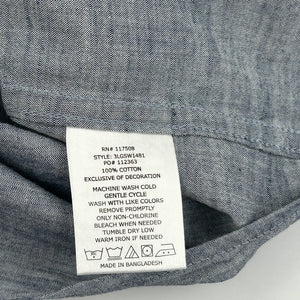 RN# 117508
STYLE: 3LGSW1481
PO# 112363
100% COTTON
EXCLUSIVE OF DECORATION
MACHINE WASH COLD
GENTLE CYCLE
WASH WITH LIKE COLORS
REMOVE PROMPTLY
ONLY NON-CHLORINE
BLEACH WHEN NEEDED
TUMBLE DRY LOW
WARM IRON IF NEEDED
MADE IN BANGLADESH